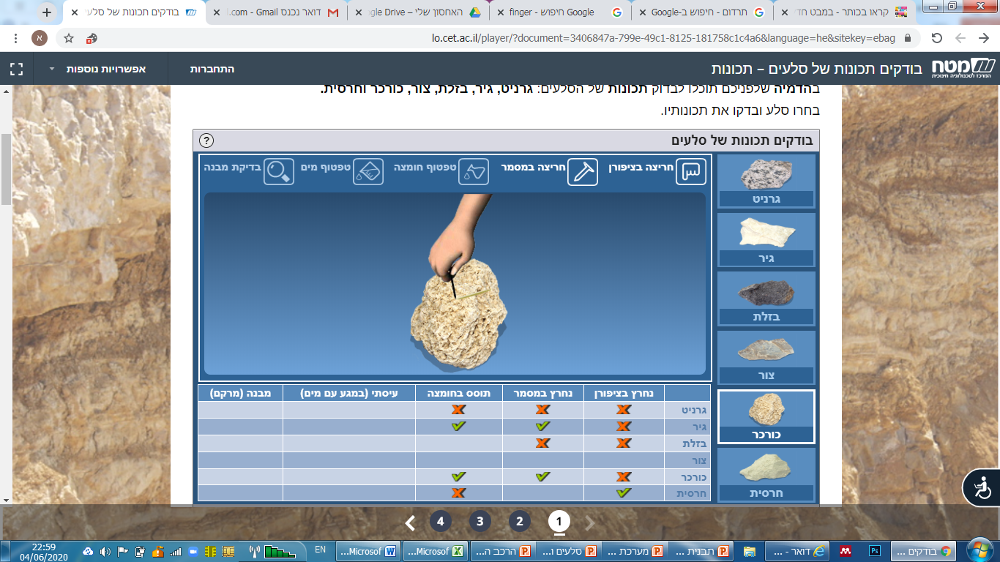 בודקים תכונות של סלעי
דואר נכנס - Gmail - com.
האחסון שלי – Drive
finger - חיפוש Google
תרדום - חיפוש ב-Google
קראו בכותר - במבט חד
lo.cet.ac.il/player/?document=3406847a-799e-49c1-8125-181758c1c4a6&language=he&sitekey=ebag
א
מטח
המרכז לטכנולוגיה חינוכית
בודקים תכונות של סלעים – תכונות
התחברות
אפשרויות נוספות
בהדמיה שלפניכם תוכלו לבדוק תכונות של הסלעים: גרניט, גיר, בזלת, צור, כורכר וחרסית.
בחרו סלע ובדקו את תכונותיו.
בודקים תכונות של סלעים
?
חריצה בציפורן חריצה במסמר טפטוף חומצה טפטוף מים בדיקת מבנה
גרניט
גיר
בזלת
צור
כורכר
חרסית
נחרץ בציפורן נחרץ במסמר תוסס בחומצה עיסתי (במגע עם מים) מבנה (מרקם)
גרניט
גיר
בזלת
צור
כורכר
חרסית
1 2 3 4
בודקים ...
Ps
דואר - ...
תבנית ...
מערכת ...
סלעים ו...
הרכב ה...
Microsof...
Microsof...
EN
22:59
04/06/2020